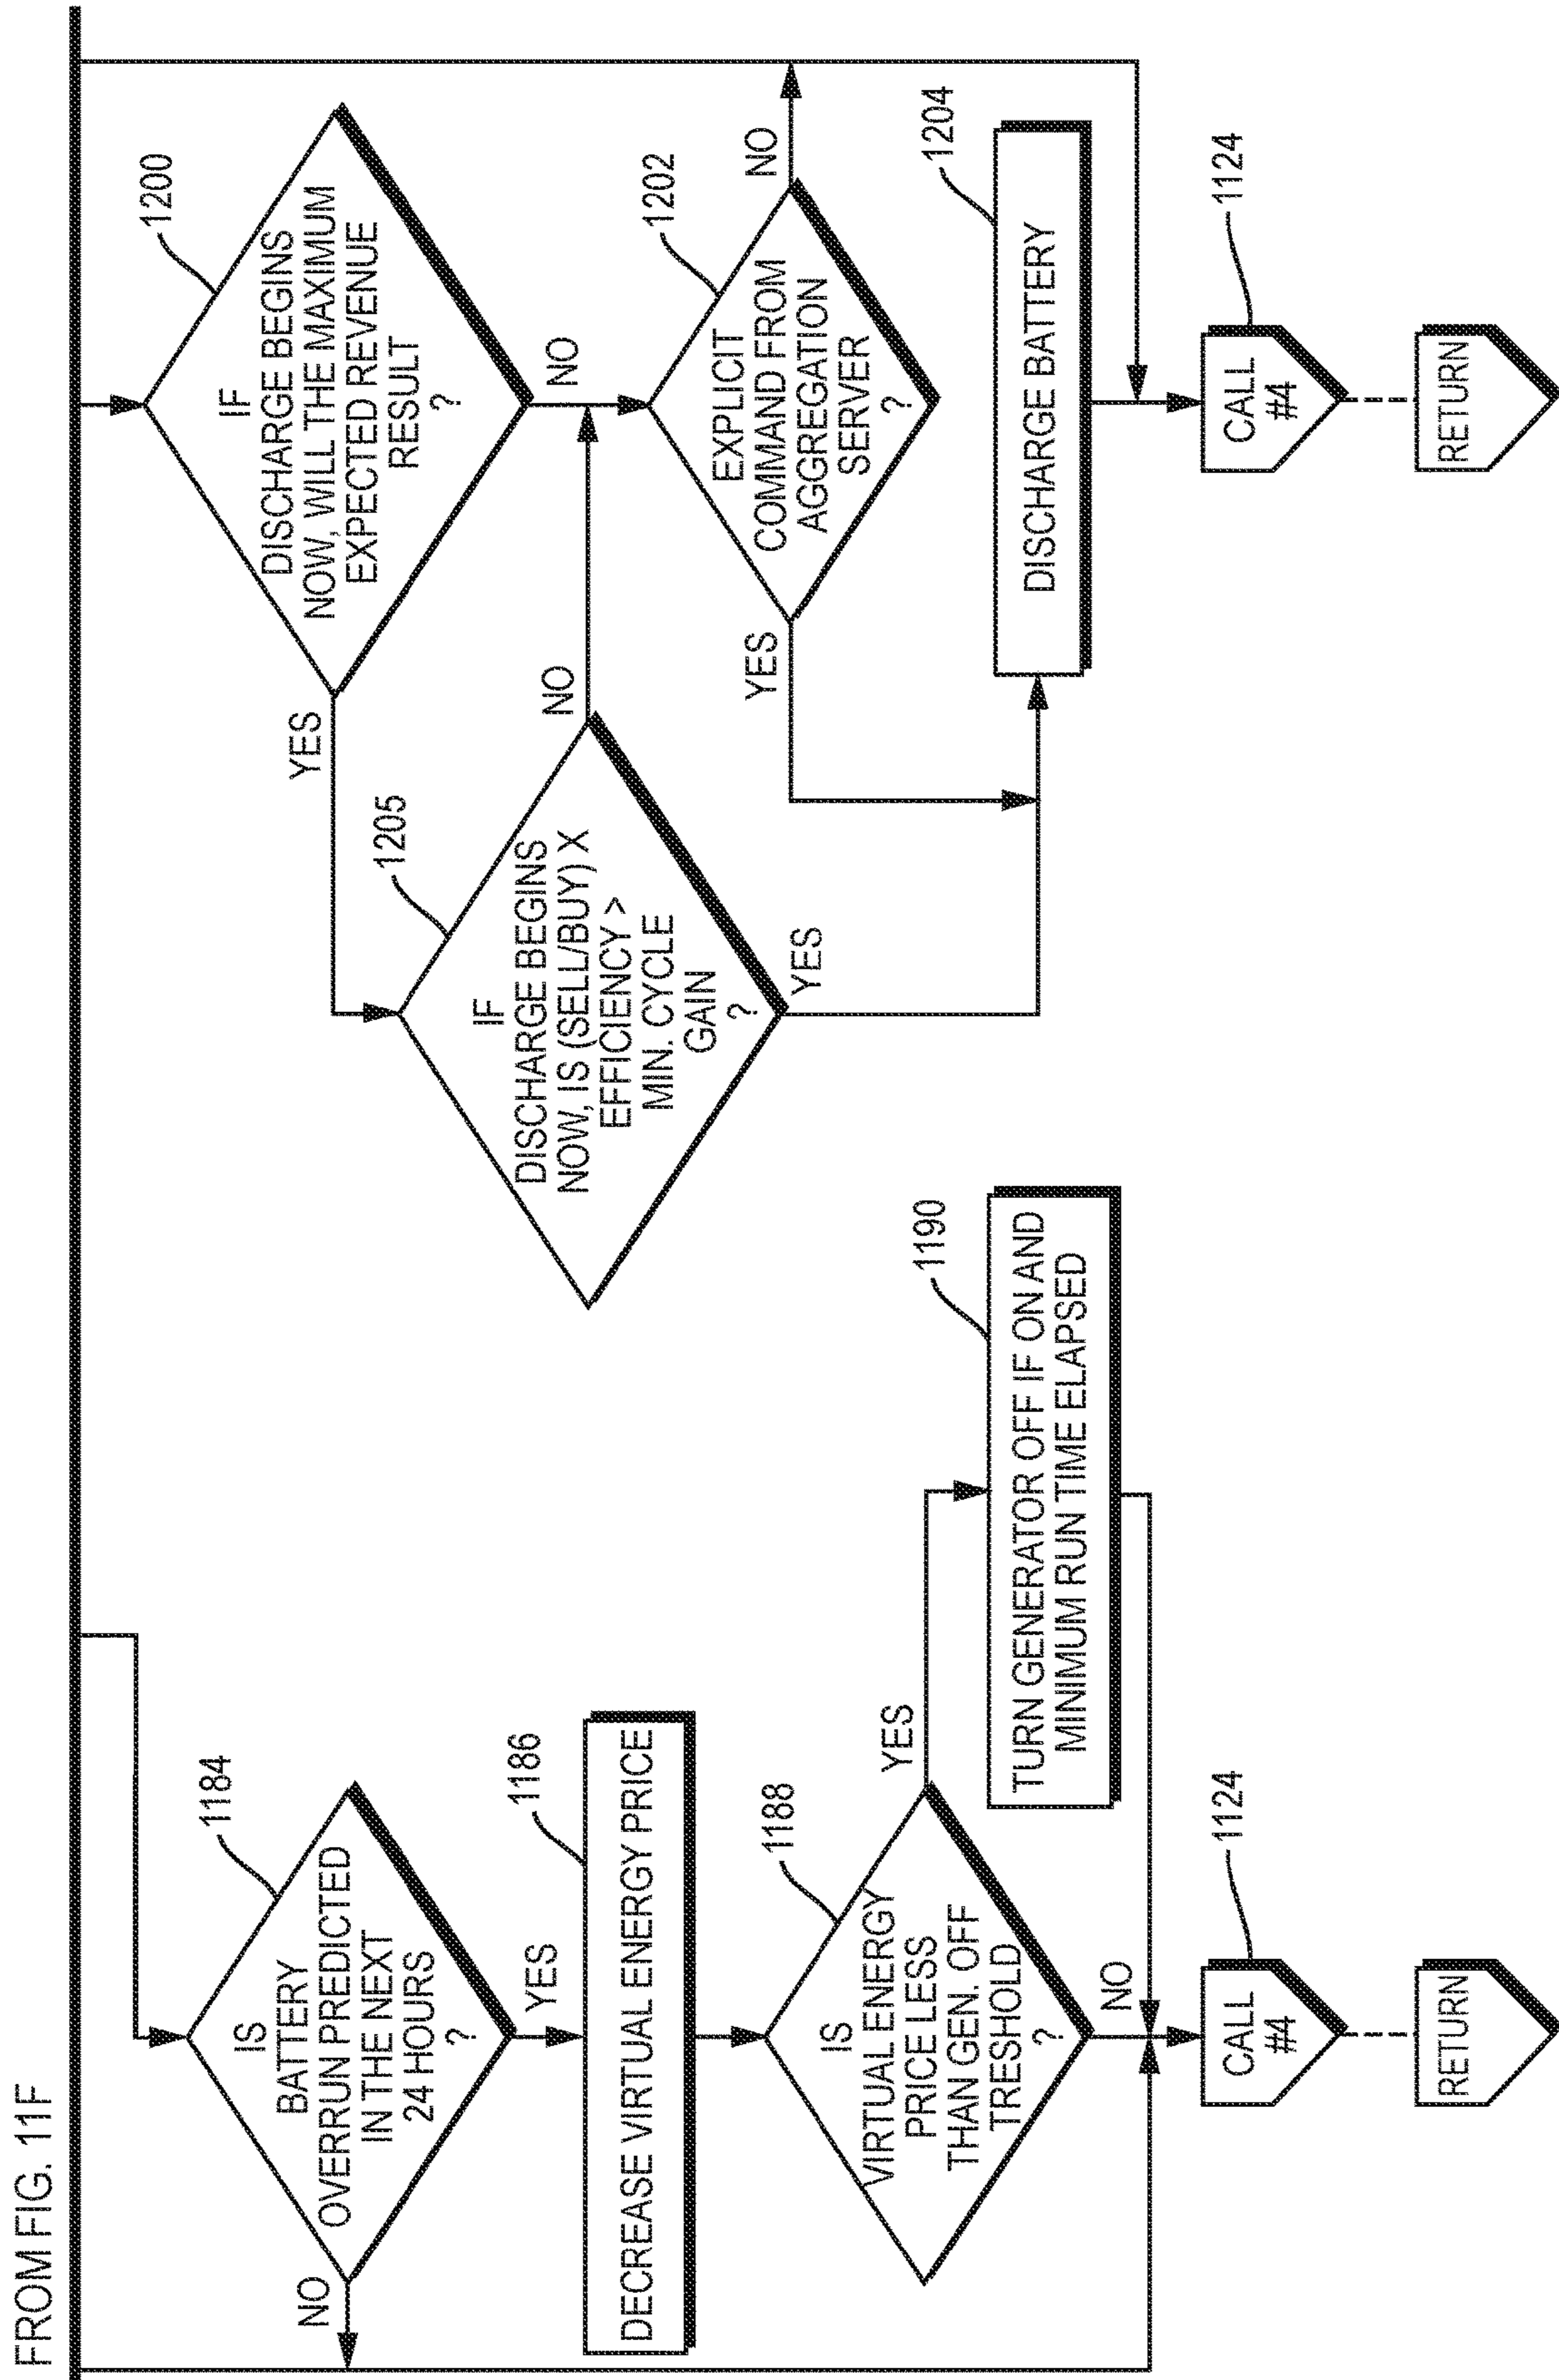 FROM FIG. 11F
IS
BATTERY
OVERRUN PREDICTED
IN THE NEXT
24 HOURS
?
1184
NO
YES
DECREASE VIRTUAL ENERGY PRICE
1186
IS
VIRTUAL ENERGY
PRICE LESS
THAN GEN. OFF
TRESHOLD
?
1188
YES
NO
TURN GENERATOR OFF IF ON AND
MINIMUM RUN TIME ELAPSED
1190
CALL
#4
1124
RETURN
IF
DISCHARGE BEGINS
NOW, WILL THE MAXIMUM
EXPECTED REVENUE
RESULT
?
1200
YES
NO
IF
DISCHARGE BEGINS
NOW, IS (SELL/BUY) X
EFFICIENCY >
MIN. CYCLE
GAIN
?
1205
NO
YES
EXPLICIT
COMMAND FROM
AGGREGATION
SERVER
?
1202
YES
NO
DISCHARGE BATTERY
1204
CALL
#4
1124
RETURN